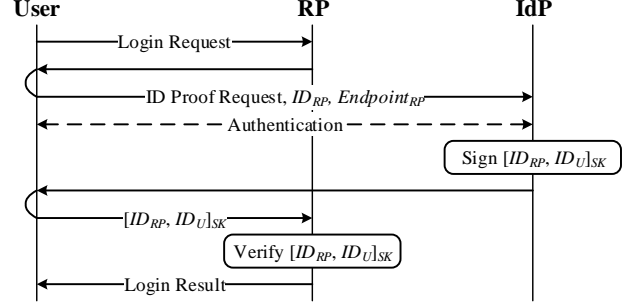 User RP IdP
Login Request
ID Proof Request, ID_RP, Endpoint_RP
Authentication
Sign [ID_RP, ID_U]_SK
[ID_RP, ID_U]_SK
Verify [ID_RP, ID_U]_SK
Login Result